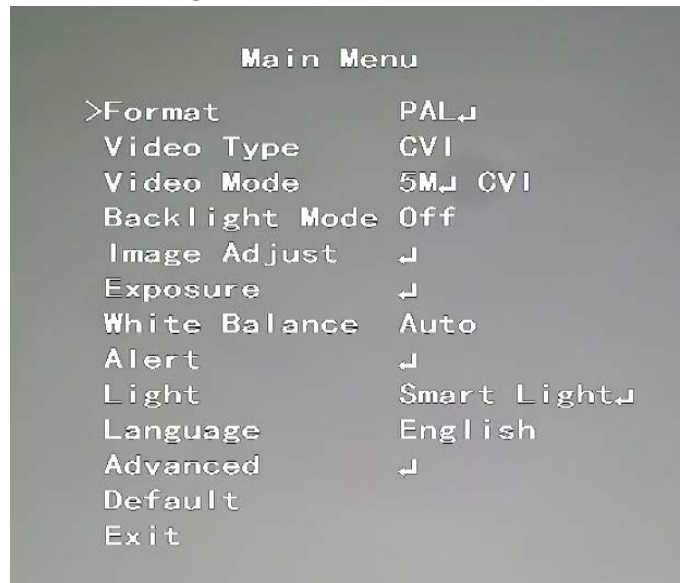 Main Menu
>Format PAL↵
Video Type CVI
Video Mode 5M↵ CVI
Backlight Mode Off
Image Adjust ↵
Exposure ↵
White Balance Auto
Alert ↵
Light Smart Light↵
Language English
Advanced ↵
Default
Exit